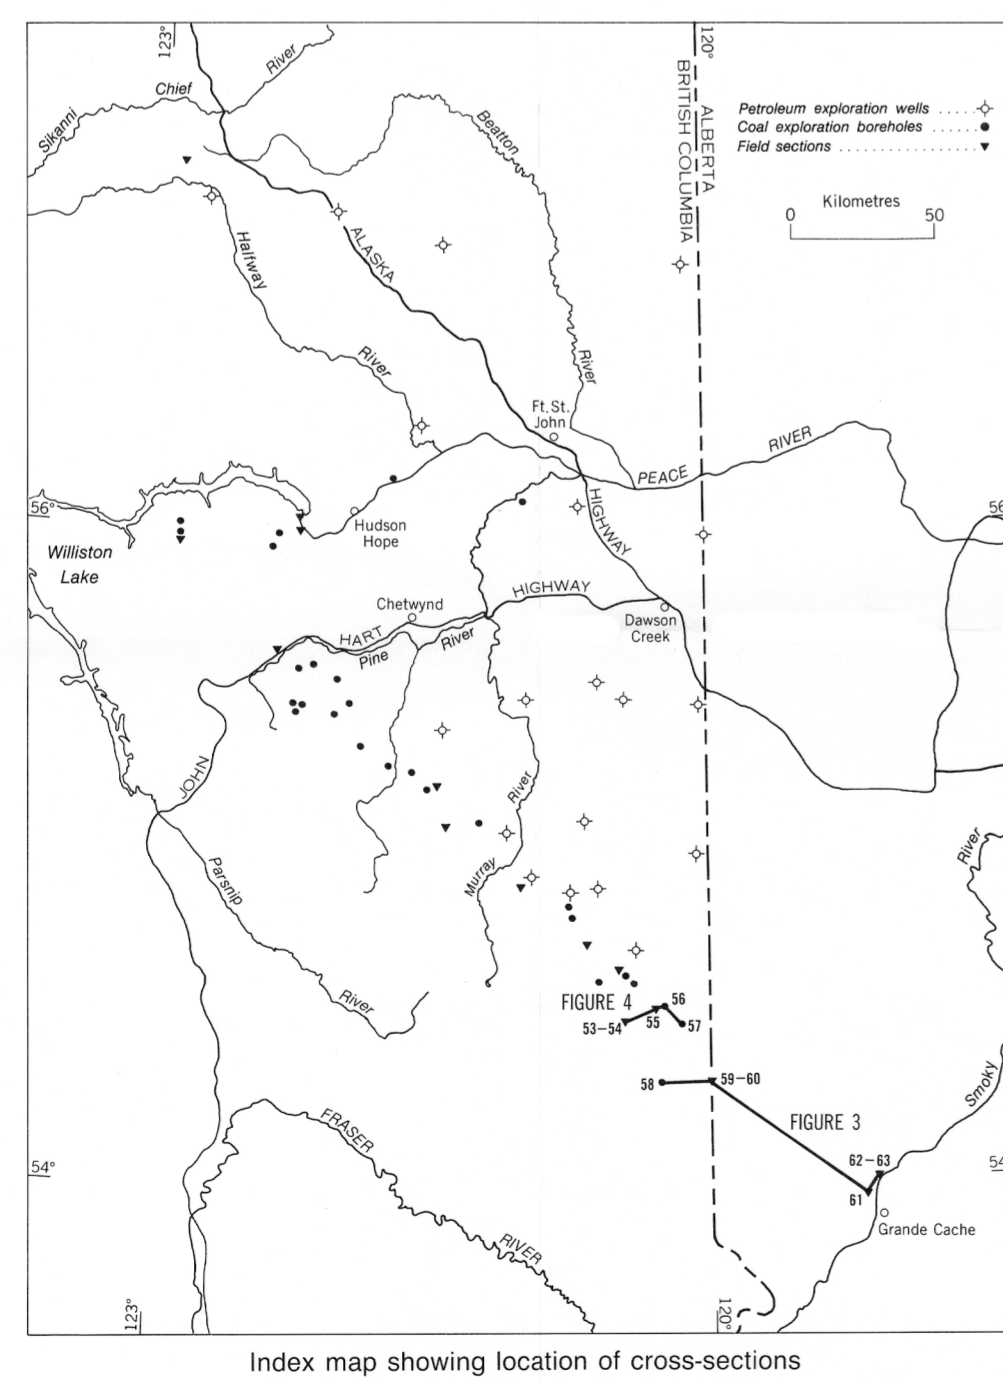 123°
120°
River
Chief
Sikanni
Beatton
BRITISH COLUMBIA
ALBERTA
Petroleum exploration wells .....
Coal exploration boreholes ......
Field sections .................
Kilometres
0 50
Halfway
ALASKA
River
River
Ft. St.
John
RIVER
PEACE
56°
56
HIGHWAY
Hudson
Hope
Williston
Lake
HIGHWAY
Chetwynd
Dawson
Creek
HART
River
Pine
JOHN
River
Murray
River
Parsnip
River
FIGURE 4
56
55
53–54
57
58
59–60
Smoky
FIGURE 3
FRASER
62–63
54°
54
61
Grande Cache
RIVER
123°
120°
Index map showing location of cross-sections